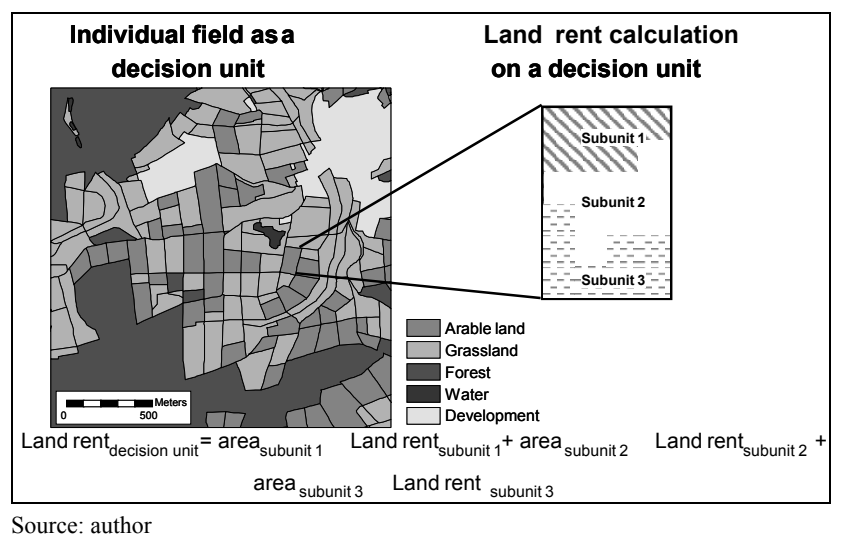 Individual field as a
decision unit
Land rent calculation
on a decision unit
Subunit 1
Subunit 2
Subunit 3
Arable land
Grassland
Forest
Water
Development
Meters
0 500
Land rent decision unit = area subunit 1 Land rent subunit 1 + area subunit 2 Land rent subunit 2 +
area subunit 3 Land rent subunit 3
Source: author